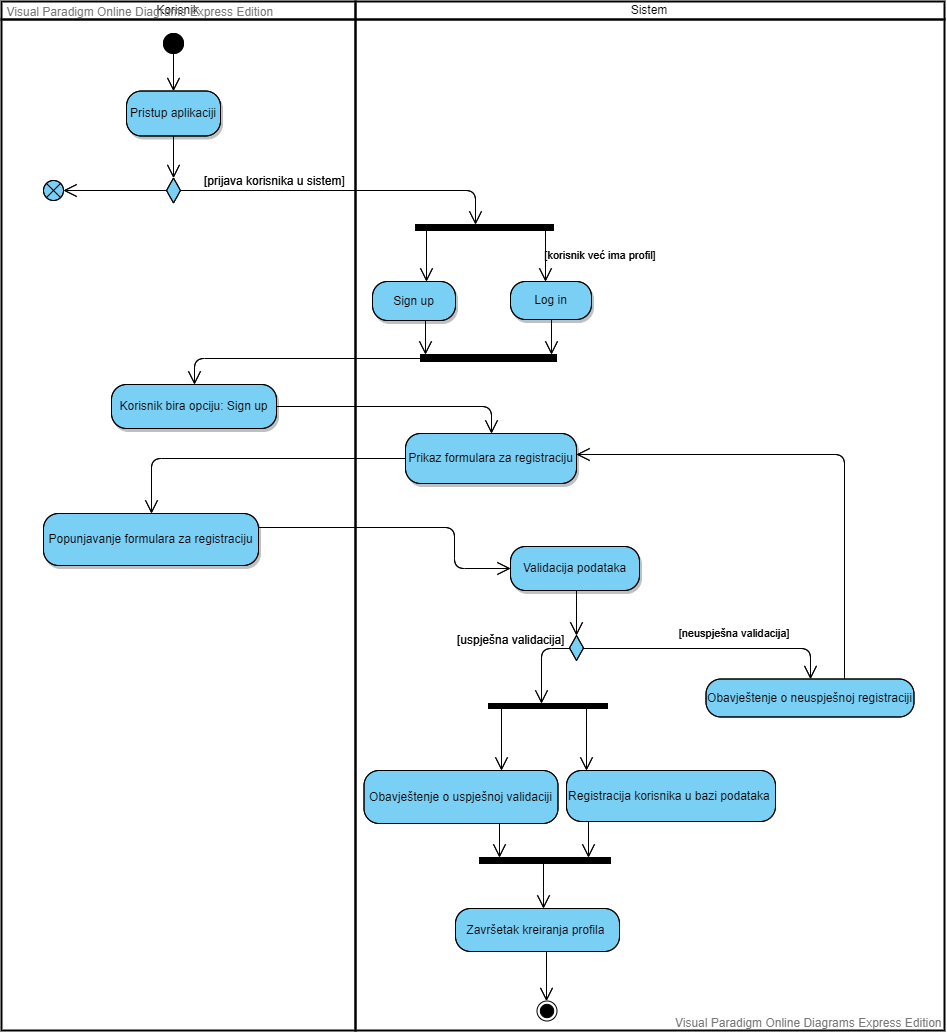 Visual Paradigm Online Diagrams Express Edition
Korisnik
Sistem
Pristup aplikaciji
[prijava korisnika u sistem]
[korisnik već ima profil]
Sign up
Log in
Korisnik bira opciju: Sign up
Prikaz formulara za registraciju
Popunjavanje formulara za registraciju
Validacija podataka
[uspješna validacija]
[neuspješna validacija]
Obavještenje o neuspješnoj registraciji
Obavještenje o uspješnoj validaciji
Registracija korisnika u bazi podataka
Završetak kreiranja profila
Visual Paradigm Online Diagrams Express Edition